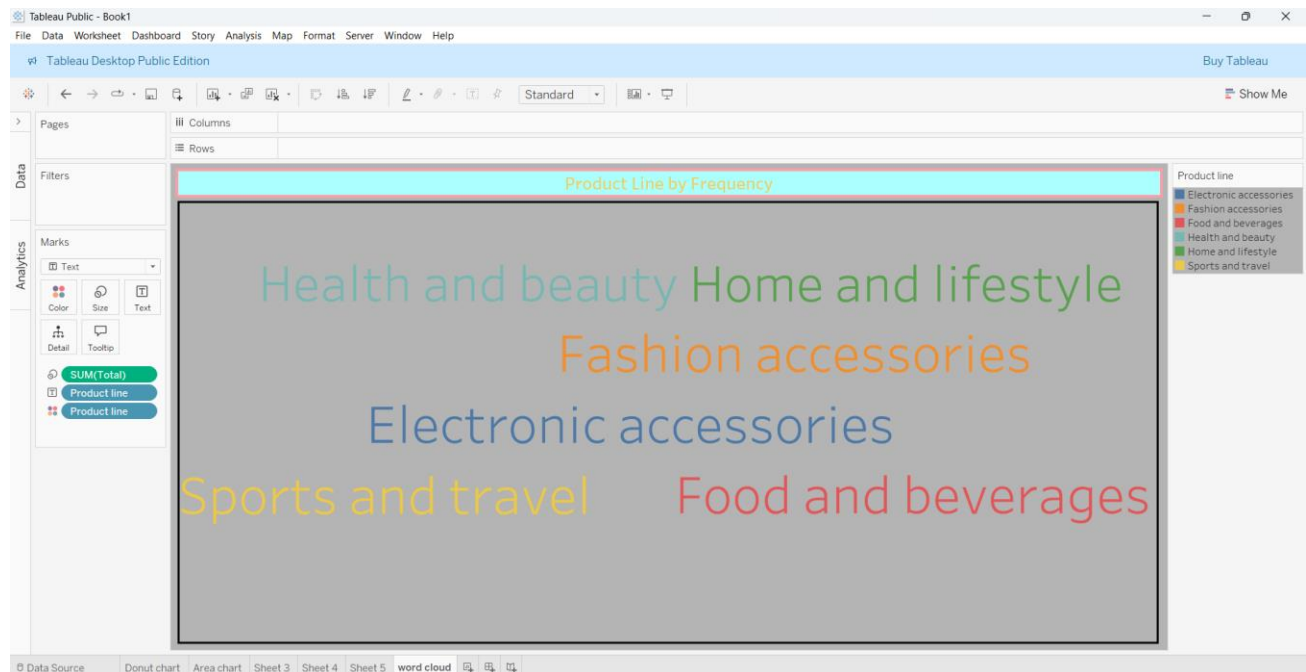 Tableau Public - Book1
File Data Worksheet Dashboard Story Analysis Map Format Server Window Help
Tableau Desktop Public Edition Buy Tableau
Standard Show Me
Pages
Columns
Rows
Data
Filters
Product Line by Frequency
Product line
Electronic accessories
Fashion accessories
Food and beverages
Health and beauty
Home and lifestyle
Sports and travel
Analytics
Marks
Text
Color Size Text
Detail Tooltip
SUM(Total)
Product line
Product line
Health and beauty Home and lifestyle
Fashion accessories
Electronic accessories
Sports and travel Food and beverages
Data Source Donut chart Area chart Sheet 3 Sheet 4 Sheet 5 word cloud